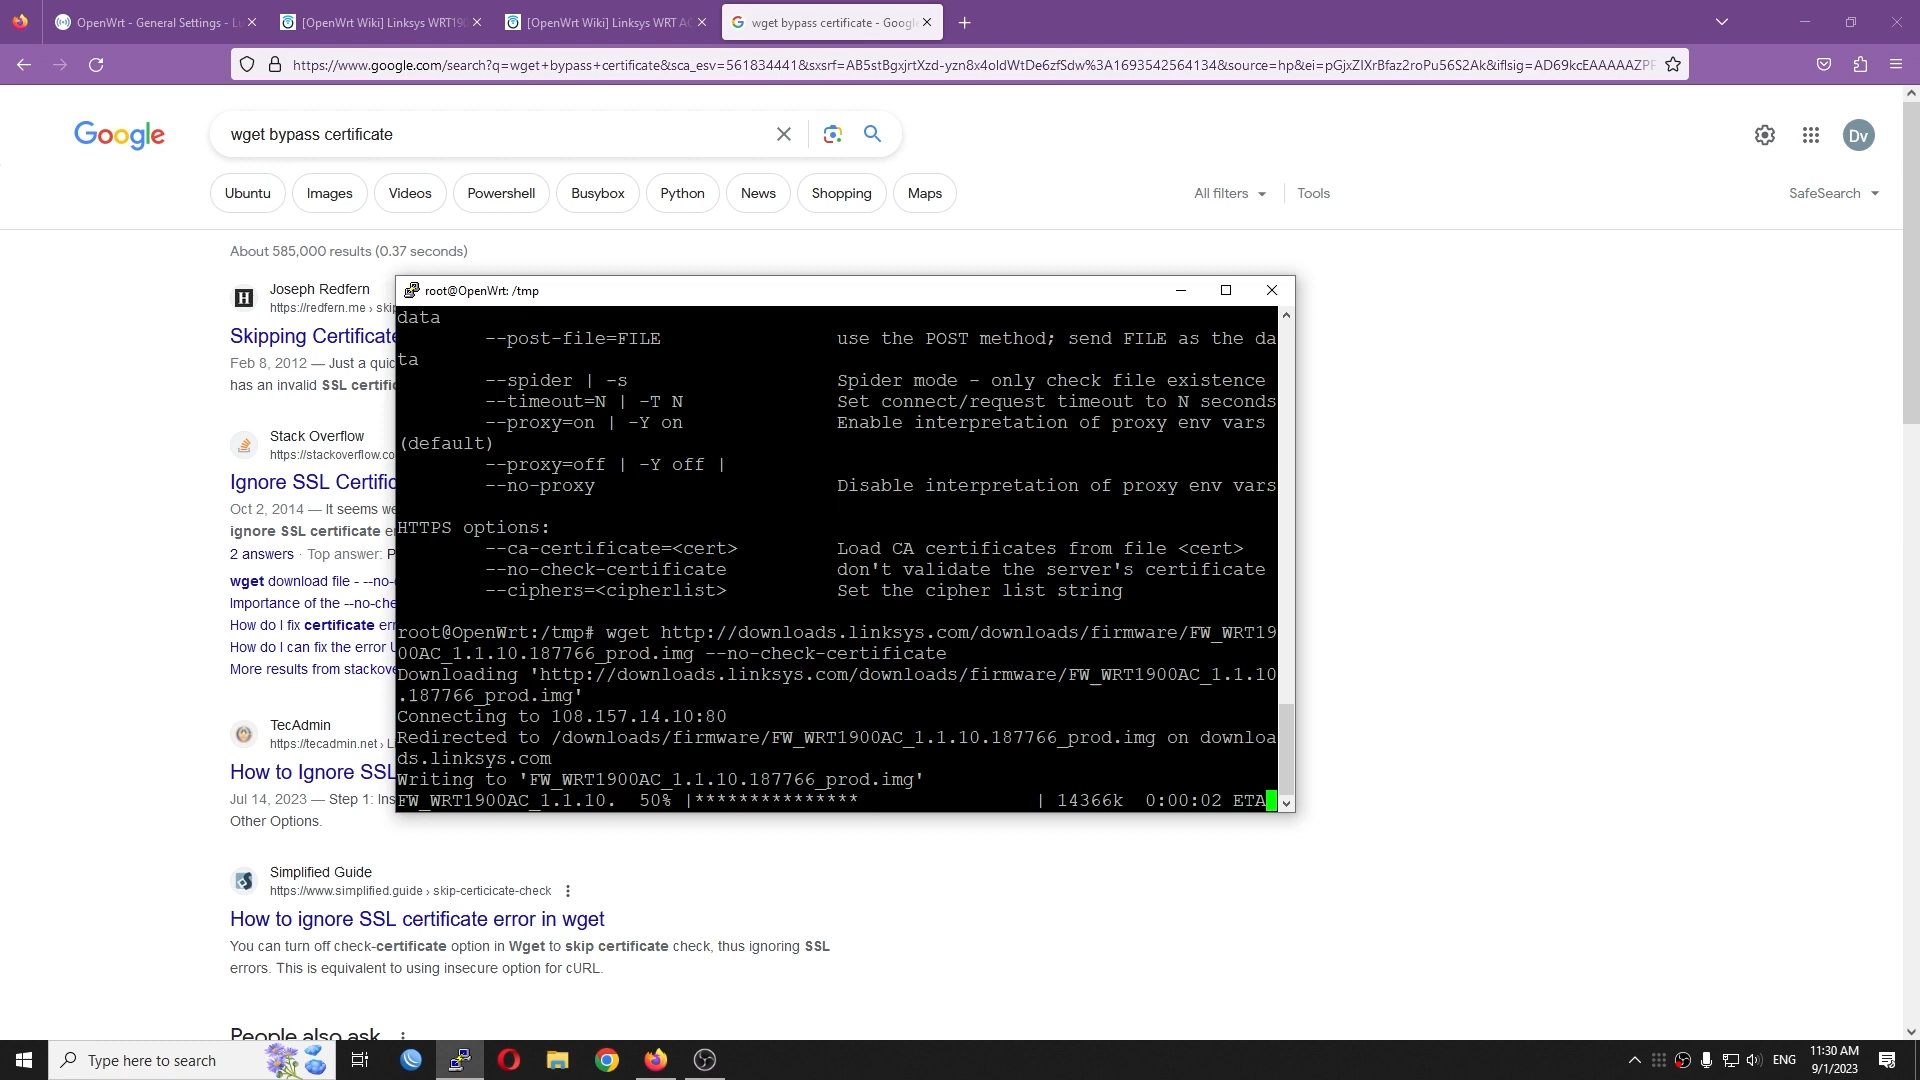 OpenWrt - General Settings - L
[OpenWrt Wiki] Linksys WRT19
[OpenWrt Wiki] Linksys WRT AC
wget bypass certificate - Google
https://www.google.com/search?q=wget+bypass+certificate&sca_esv=561834441&sxsrf=AB5stBgxjrtXzd-yzn8x4oldWtDe6zfSdw%3A1693542564134&source=hp&ei=pGjxZIXrBfaz2roPu56S2Ak&iflsig=AD69kcEAAAAAZPF
Google
wget bypass certificate
Dv
Ubuntu Images Videos Powershell Busybox Python News Shopping Maps
All filters Tools SafeSearch
About 585,000 results (0.37 seconds)
Joseph Redfern
https://redfern.me › skip
Skipping Certificate
Feb 8, 2012 — Just a quic
has an invalid SSL certific
Stack Overflow
https://stackoverflow.co
Ignore SSL Certific
Oct 2, 2014 — It seems we
ignore SSL certificate er
2 answers · Top answer: P
wget download file - --no-c
Importance of the --no-che
How do I fix certificate err
How do I can fix the error U
More results from stackove
TecAdmin
https://tecadmin.net › L
How to Ignore SSL
Jul 14, 2023 — Step 1: Ins
Other Options.
Simplified Guide
https://www.simplified.guide › skip-certicicate-check
How to ignore SSL certificate error in wget
You can turn off check-certificate option in Wget to skip certificate check, thus ignoring SSL
errors. This is equivalent to using insecure option for cURL.
People also ask
root@OpenWrt: /tmp
data
--post-file=FILE use the POST method; send FILE as the da
ta
--spider | -s Spider mode - only check file existence
--timeout=N | -T N Set connect/request timeout to N seconds
--proxy=on | -Y on Enable interpretation of proxy env vars
(default)
--proxy=off | -Y off |
--no-proxy Disable interpretation of proxy env vars
HTTPS options:
--ca-certificate=<cert> Load CA certificates from file <cert>
--no-check-certificate don't validate the server's certificate
--ciphers=<cipherlist> Set the cipher list string
root@OpenWrt:/tmp# wget http://downloads.linksys.com/downloads/firmware/FW_WRT19
00AC_1.1.10.187766_prod.img --no-check-certificate
Downloading 'http://downloads.linksys.com/downloads/firmware/FW_WRT1900AC_1.1.10
.187766_prod.img'
Connecting to 108.157.14.10:80
Redirected to /downloads/firmware/FW_WRT1900AC_1.1.10.187766_prod.img on downloa
ds.linksys.com
Writing to 'FW_WRT1900AC_1.1.10.187766_prod.img'
FW_WRT1900AC_1.1.10. 50% |*************** | 14366k 0:00:02 ETA
Type here to search
ENG
11:30 AM
9/1/2023